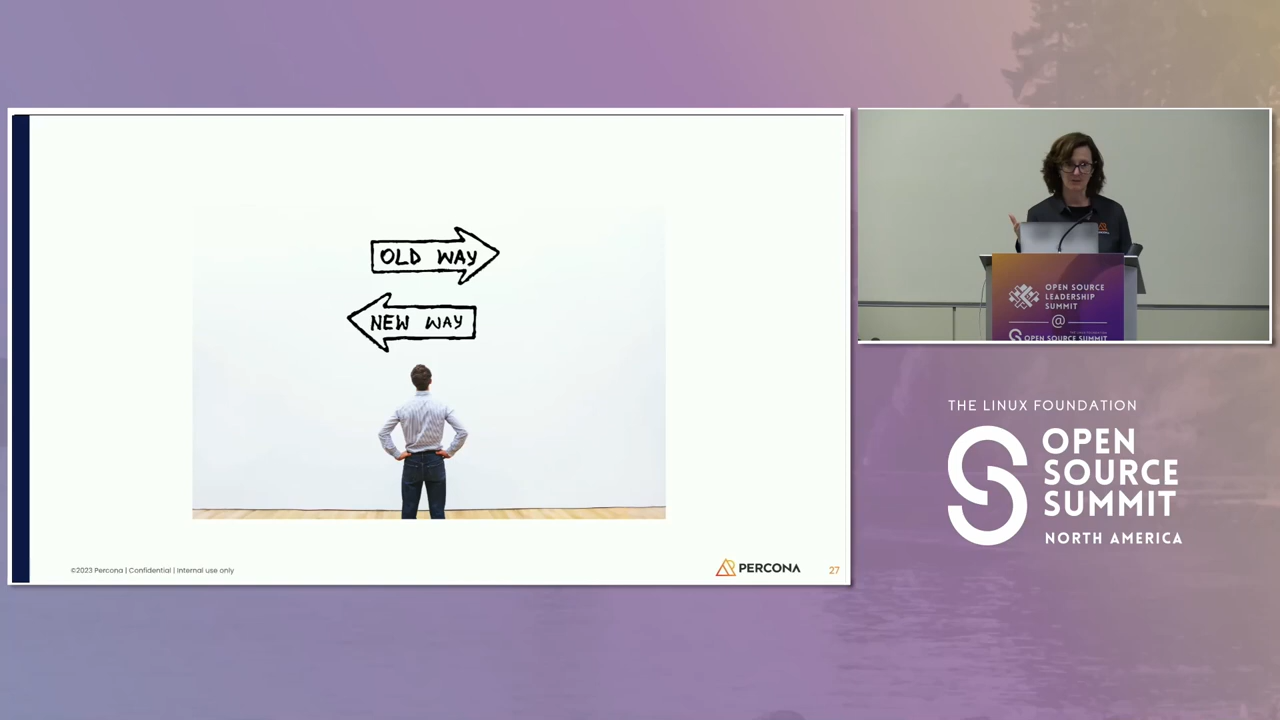 OLD WAY
NEW WAY
©2023 Percona | Confidential | Internal use only
PERCONA
27
OPEN SOURCE
LEADERSHIP
SUMMIT
@
OPEN SOURCE SUMMIT
THE LINUX FOUNDATION
OPEN
SOURCE
SUMMIT
NORTH AMERICA